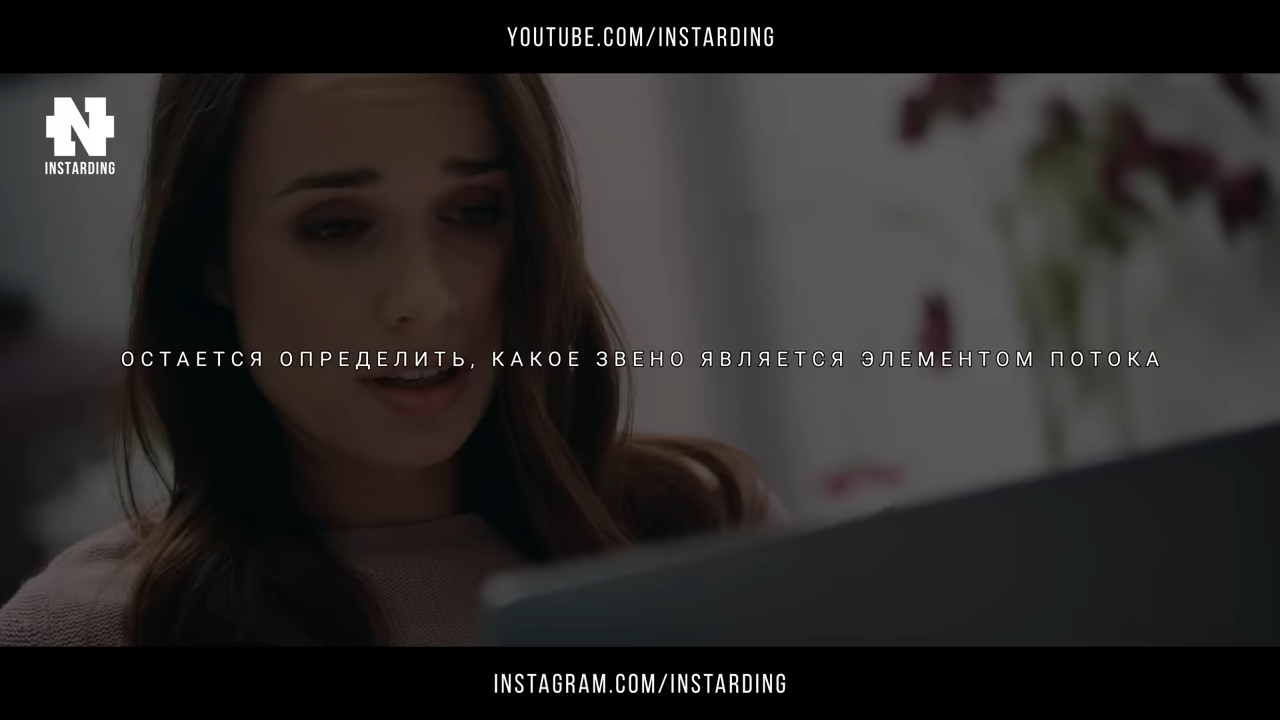 YOUTUBE.COM/INSTARDING
N
INSTARDING
ОСТАЕТСЯ ОПРЕДЕЛИТЬ, КАКОЕ ЗВЕНО ЯВЛЯЕТСЯ ЭЛЕМЕНТОМ ПОТОКА
INSTAGRAM.COM/INSTARDING